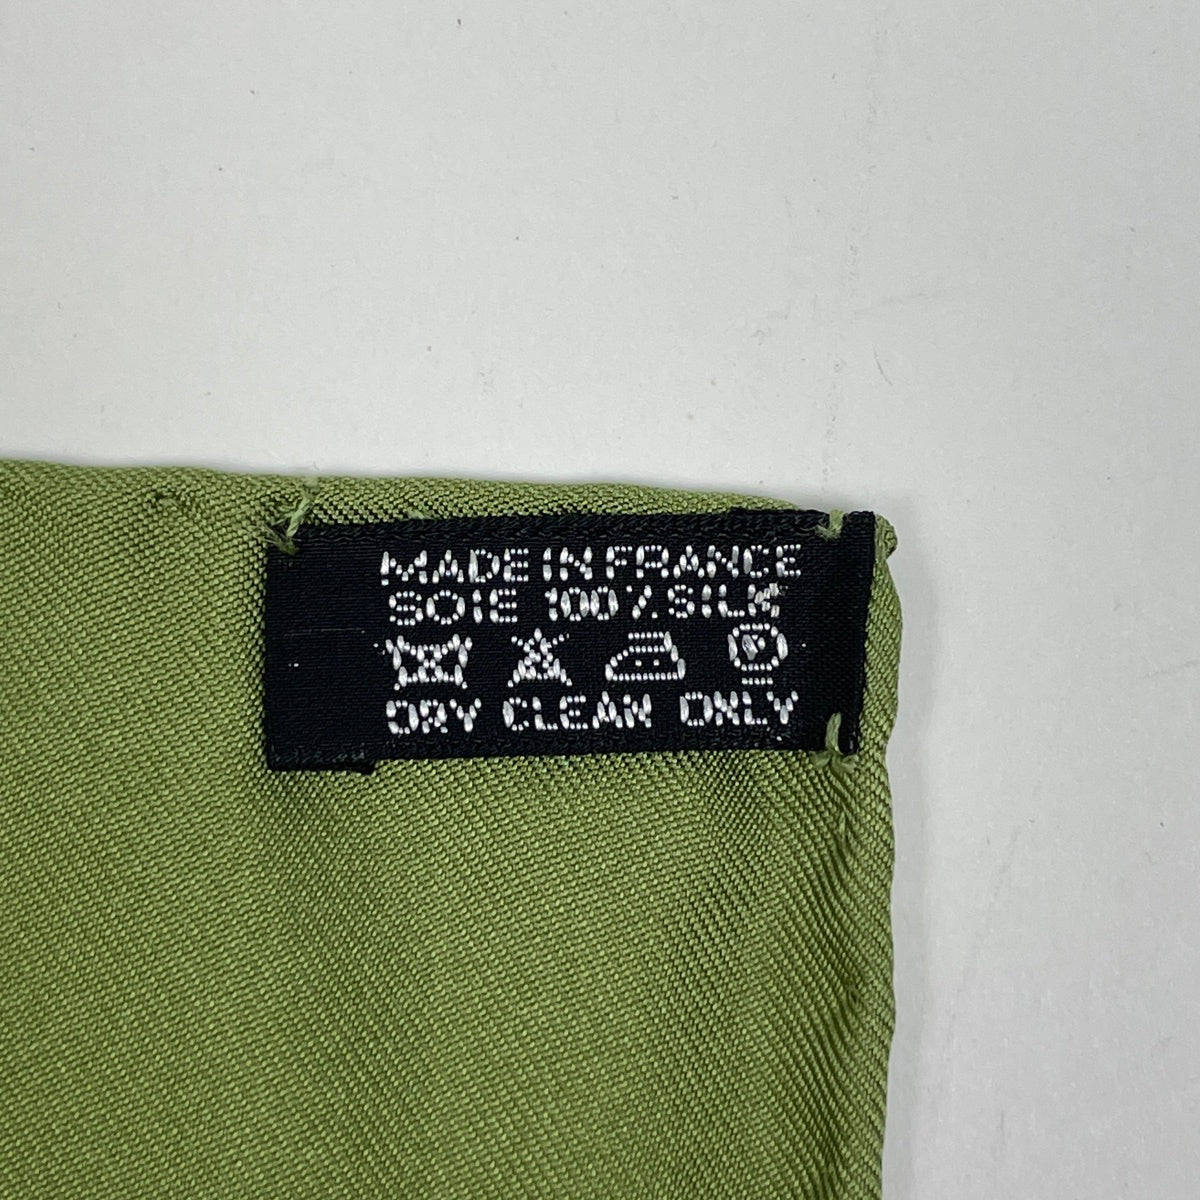 MADE IN FRANCE
SOIE 100% SILK
P
DRY CLEAN ONLY